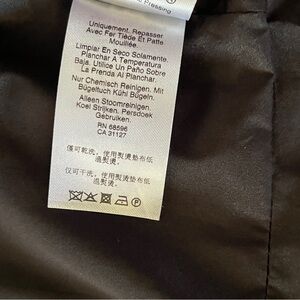 Pressing
Uniquement. Repasser
Avec Fer Tiède Et Patte
Mouillée.
Limpiar En Seco Solamente.
Planchar A Temperatura
Baja. Utilice Un Paño Sobre
La Prenda Al Planchar.
Nur Chemisch Reinigen. Mit
Bügeltuch Kühl Bügeln.
Alleen Stoomreinigen.
Koel Strijken. Persdoek
Gebruiken.
RN 68596
CA 31127
僅可乾洗，使用熨燙墊布低
溫熨燙。
仅可干洗，使用熨烫垫布低
温熨烫。